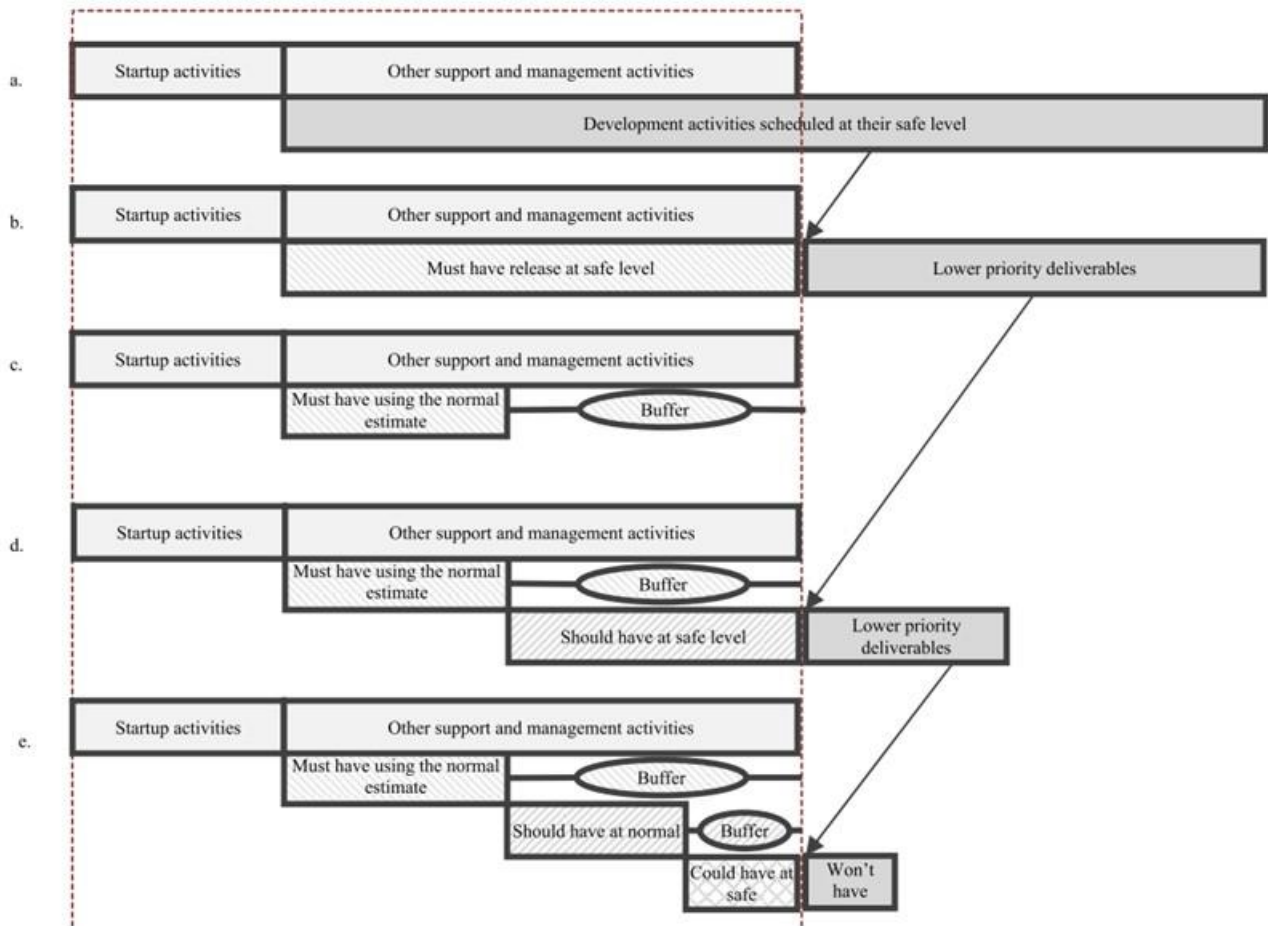 a.
Startup activities
Other support and management activities
Development activities scheduled at their safe level
b.
Startup activities
Other support and management activities
Must have release at safe level
Lower priority deliverables
c.
Startup activities
Other support and management activities
Must have using the normal
estimate
Buffer
d.
Startup activities
Other support and management activities
Must have using the normal
estimate
Buffer
Should have at safe level
Lower priority
deliverables
e.
Startup activities
Other support and management activities
Must have using the normal
estimate
Buffer
Should have at normal
Buffer
Could have at
safe
Won’t
have